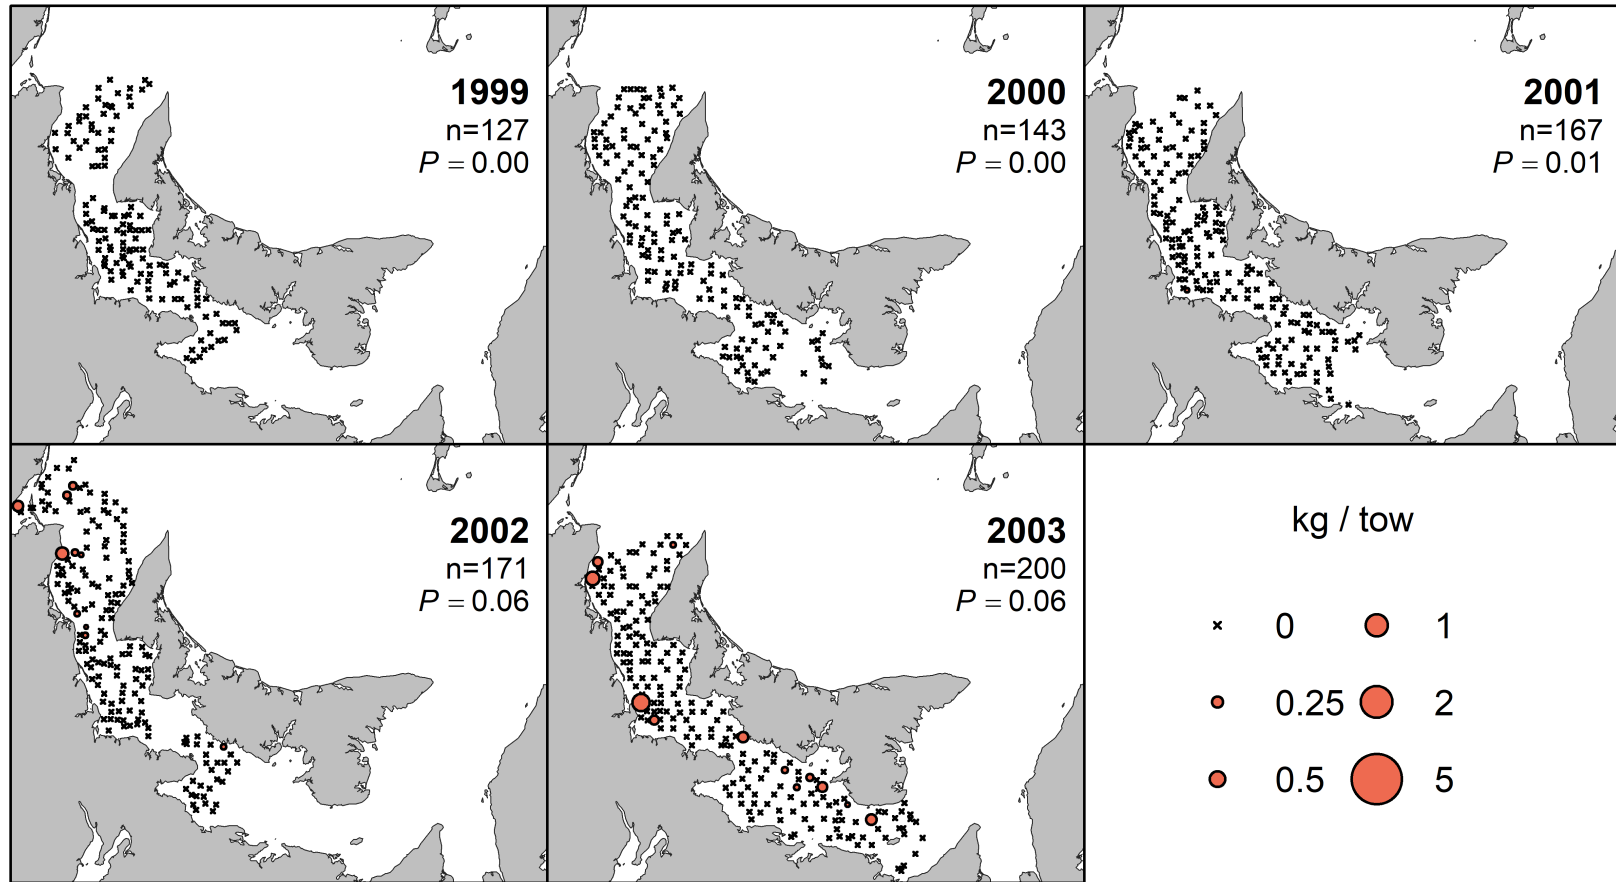 1999
n=127
P = 0.00
2000
n=143
P = 0.00
2001
n=167
P = 0.01
2002
n=171
P = 0.06
2003
n=200
P = 0.06
kg / tow
0 1
0.25 2
0.5 5